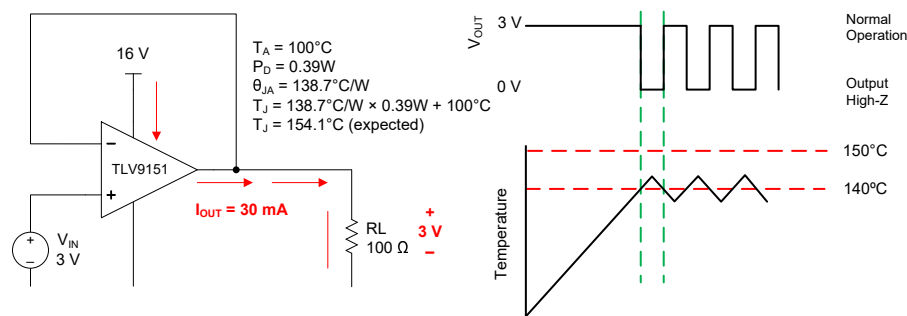 16 V
T_A = 100°C
P_D = 0.39W
θ_JA = 138.7°C/W
T_J = 138.7°C/W × 0.39W + 100°C
T_J = 154.1°C (expected)
–
TLV9151
+
I_OUT = 30 mA
+
–
V_IN
3 V
RL
100 Ω
+
3 V
–
V_OUT
3 V
0 V
Normal
Operation
Output
High-Z
150°C
140ºC
Temperature